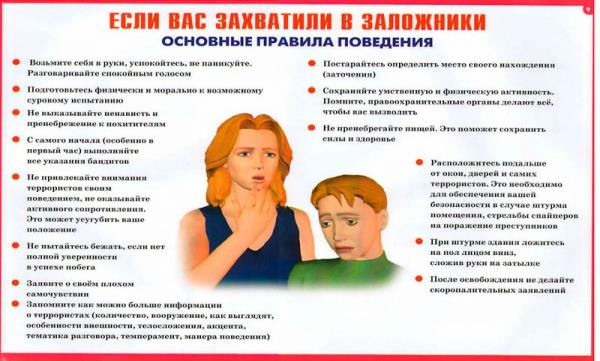 ЕСЛИ ВАС ЗАХВАТИЛИ В ЗАЛОЖНИКИ
ОСНОВНЫЕ ПРАВИЛА ПОВЕДЕНИЯ
Возьмите себя в руки, успокойтесь, не паникуйте.
Разговаривайте спокойным голосом
Подготовьтесь физически и морально к возможному
суровому испытанию
Не выказывайте ненависть и
пренебрежение к похитителям
С самого начала (особенно в
первый час) выполняйте
все указания бандитов
Не привлекайте внимания
террористов своим
поведением, не оказывайте
активного сопротивления.
Это может усугубить ваше
положение
Не пытайтесь бежать, если нет
полной уверенности
в успехе побега
Заявите о своём плохом
самочувствии
Запомните как можно больше информации
о террористах (количество, вооружение, как выглядят,
особенности внешности, телосложения, акцента,
тематика разговора, темперамент, манера поведения)
Постарайтесь определить место своего нахождения
(заточения)
Сохраняйте умственную и физическую активность.
Помните, правоохранительные органы делают всё,
чтобы вас вызволить
Не пренебрегайте пищей. Это поможет сохранить
силы и здоровье
Расположитесь подальше
от окон, дверей и самих
террористов. Это необходимо
для обеспечения вашей
безопасности в случае штурма
помещения, стрельбы снайперов
на поражение преступников
При штурме здания ложитесь
на пол лицом вниз,
сложив руки на затылке
После освобождения не делайте
скоропалительных заявлений